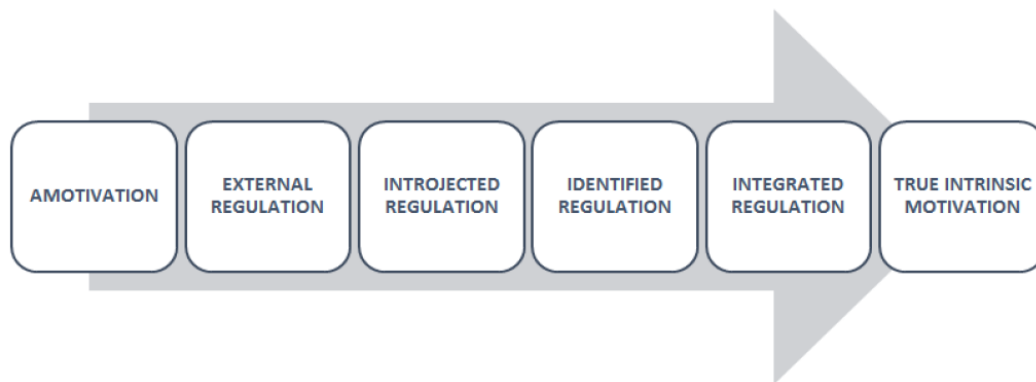 AMOTIVATION
EXTERNAL
REGULATION
INTROJECTED
REGULATION
IDENTIFIED
REGULATION
INTEGRATED
REGULATION
TRUE INTRINSIC
MOTIVATION